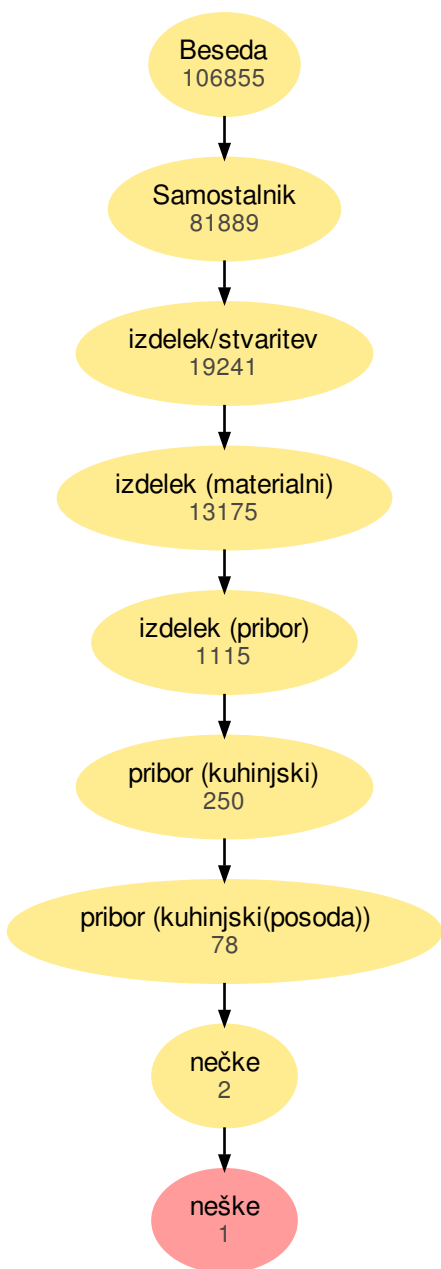 Beseda
106855
Samostalnik
81889
izdelek/stvaritev
19241
izdelek (materialni)
13175
izdelek (pribor)
1115
pribor (kuhinjski)
250
pribor (kuhinjski(posoda))
78
nečke
2
neške
1